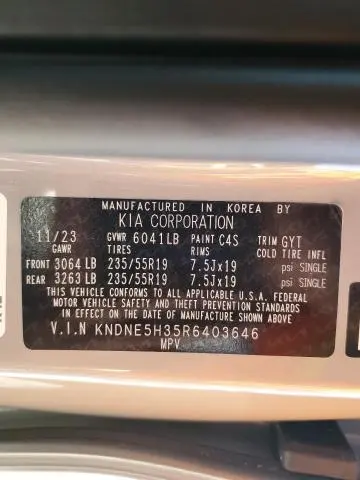 MANUFACTURED IN KOREA BY
KIA CORPORATION
11/23 GVWR 6041LB PAINT C4S TRIM GYT
GAWR TIRES RIMS COLD TIRE INFL
FRONT 3064 LB 235/55R19 7.5Jx19 psi SINGLE
REAR 3263 LB 235/55R19 7.5Jx19 psi SINGLE
THIS VEHICLE CONFORMS TO ALL APPLICABLE U.S.A. FEDERAL
MOTOR VEHICLE SAFETY AND THEFT PREVENTION STANDARDS
IN EFFECT ON THE DATE OF MANUFACTURE SHOWN ABOVE.
V.I.N KNDNE5H35R6403646
MPV